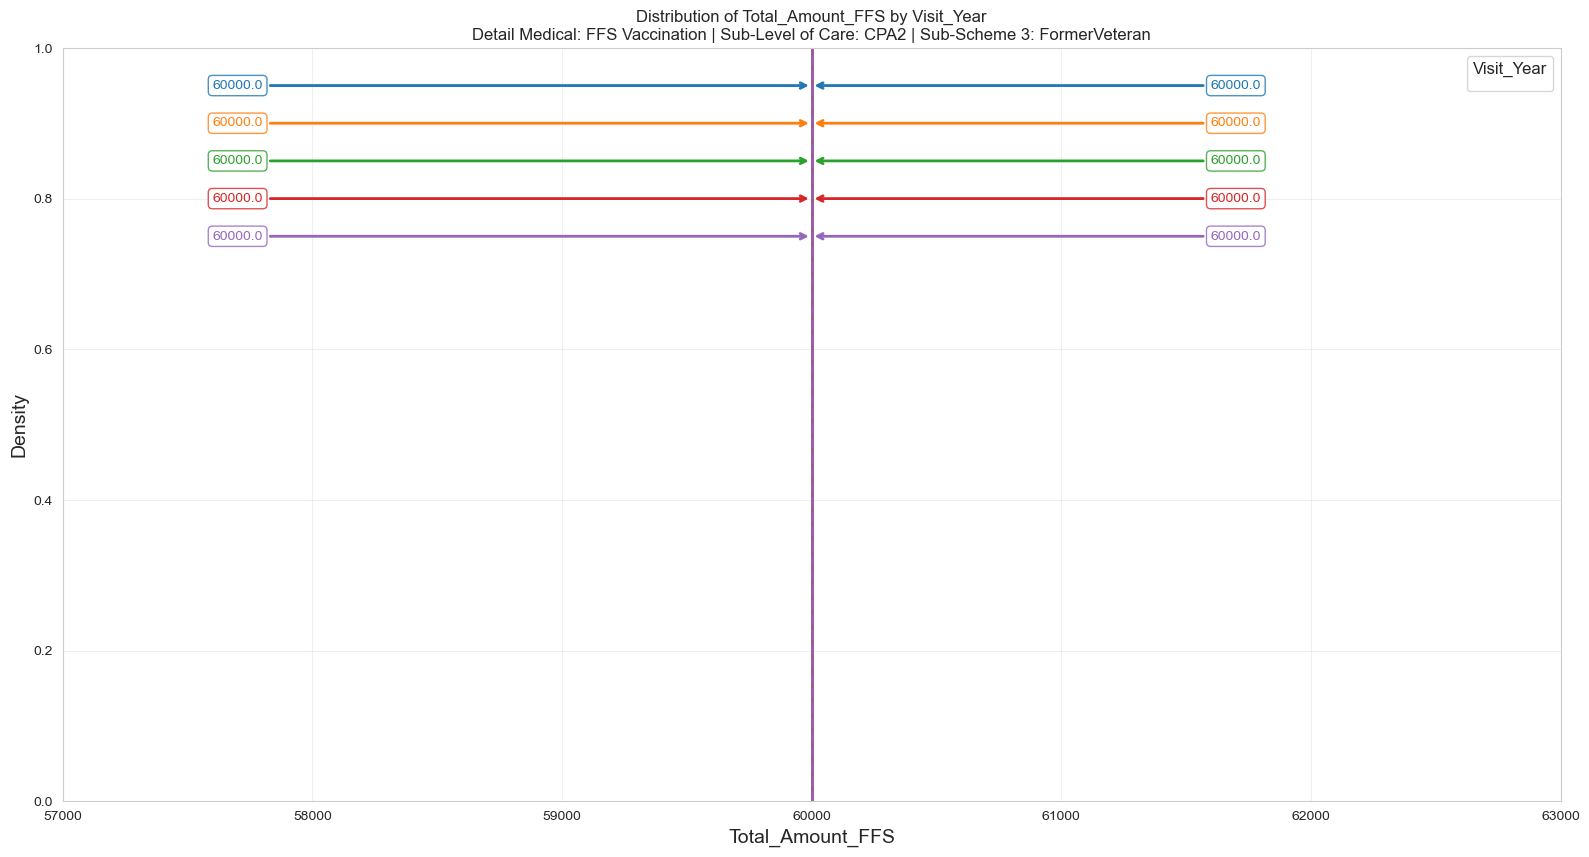 Distribution of Total_Amount_FFS by Visit_Year
Detail Medical: FFS Vaccination | Sub-Level of Care: CPA2 | Sub-Scheme 3: FormerVeteran
Visit_Year
60000.0 60000.0
60000.0 60000.0
60000.0 60000.0
60000.0 60000.0
60000.0 60000.0
1.0
0.8
0.6
0.4
0.2
0.0
Density
57000 58000 59000 60000 61000 62000 63000
Total_Amount_FFS